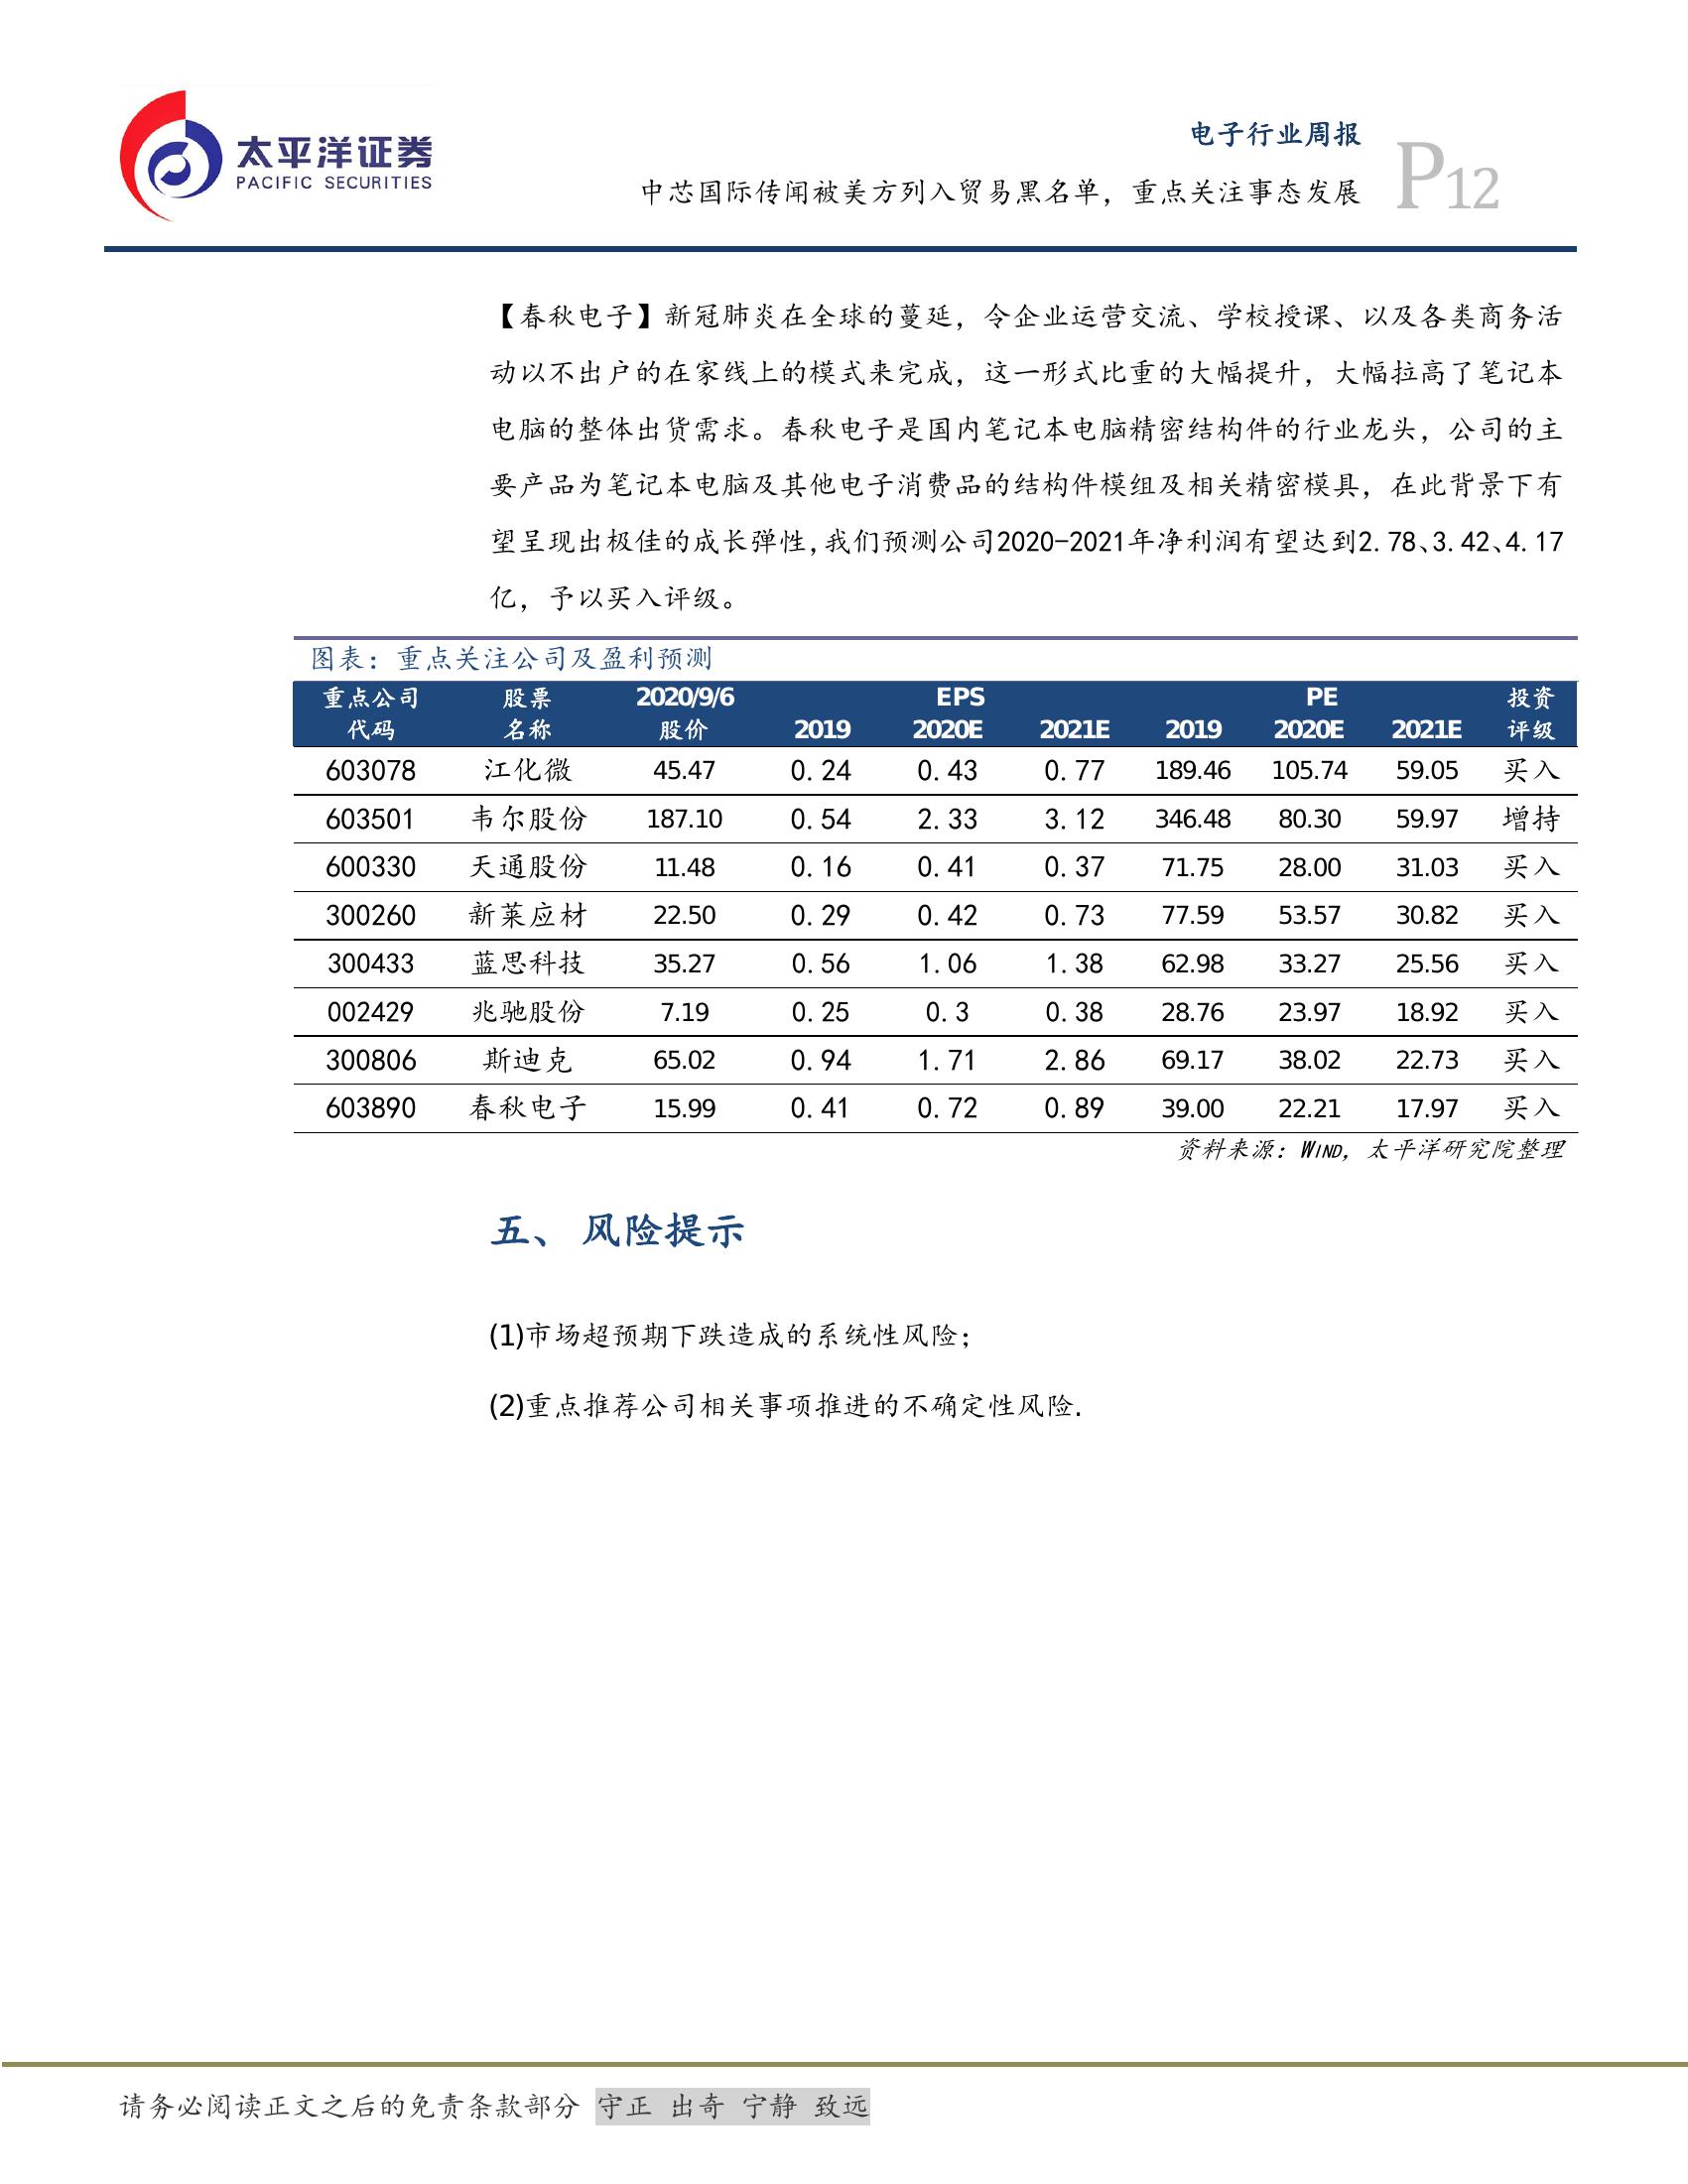 太平洋证券
PACIFIC SECURITIES
电子行业周报
中芯国际传闻被美方列入贸易黑名单，重点关注事态发展
P12
【春秋电子】新冠肺炎在全球的蔓延，令企业运营交流、学校授课、以及各类商务活
动以不出户的在家线上的模式来完成，这一形式比重的大幅提升，大幅拉高了笔记本
电脑的整体出货需求。春秋电子是国内笔记本电脑精密结构件的行业龙头，公司的主
要产品为笔记本电脑及其他电子消费品的结构件模组及相关精密模具，在此背景下有
望呈现出极佳的成长弹性,我们预测公司2020-2021年净利润有望达到2.78、3.42、4.17
亿，予以买入评级。
图表：重点关注公司及盈利预测
重点公司 股票 2020/9/6 EPS PE 投资
代码 名称 股价 2019 2020E 2021E 2019 2020E 2021E 评级
603078 江化微 45.47 0.24 0.43 0.77 189.46 105.74 59.05 买入
603501 韦尔股份 187.10 0.54 2.33 3.12 346.48 80.30 59.97 增持
600330 天通股份 11.48 0.16 0.41 0.37 71.75 28.00 31.03 买入
300260 新莱应材 22.50 0.29 0.42 0.73 77.59 53.57 30.82 买入
300433 蓝思科技 35.27 0.56 1.06 1.38 62.98 33.27 25.56 买入
002429 兆驰股份 7.19 0.25 0.3 0.38 28.76 23.97 18.92 买入
300806 斯迪克 65.02 0.94 1.71 2.86 69.17 38.02 22.73 买入
603890 春秋电子 15.99 0.41 0.72 0.89 39.00 22.21 17.97 买入
资料来源：WIND，太平洋研究院整理
五、 风险提示
(1)市场超预期下跌造成的系统性风险；
(2)重点推荐公司相关事项推进的不确定性风险.
请务必阅读正文之后的免责条款部分 守正 出奇 宁静 致远